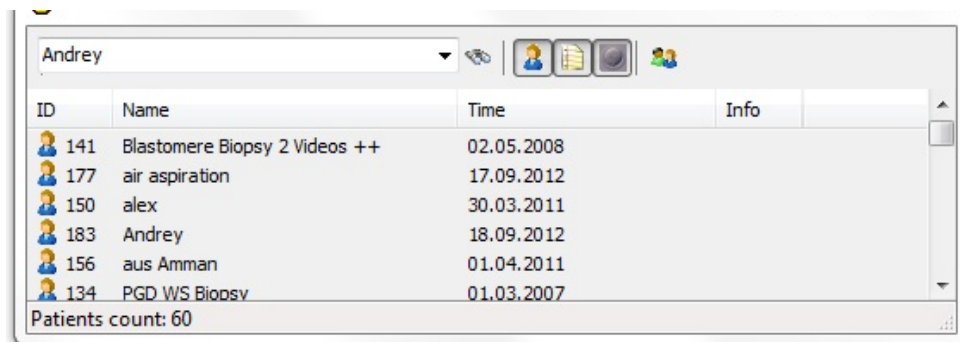 Andrey
ID Name Time Info
141 Blastomere Biopsy 2 Videos ++ 02.05.2008
177 air aspiration 17.09.2012
150 alex 30.03.2011
183 Andrey 18.09.2012
156 aus Amman 01.04.2011
134 PGD WS Biopsy 01.03.2007
Patients count: 60